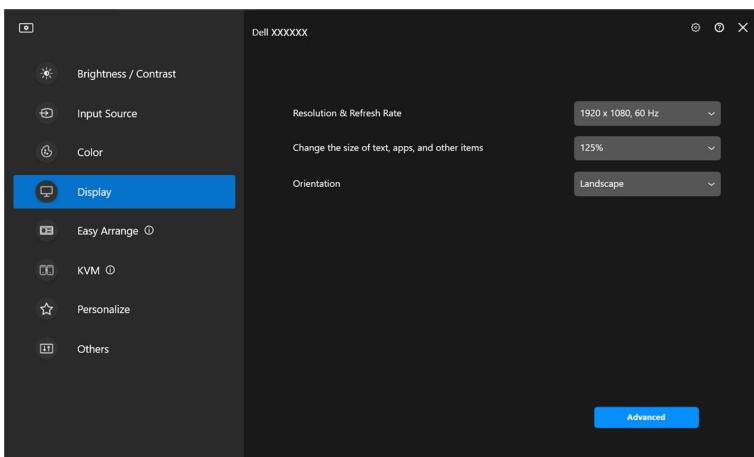 Dell XXXXXX
Brightness / Contrast
Input Source
Color
Display
Easy Arrange
KVM
Personalize
Others
Resolution & Refresh Rate
1920 x 1080, 60 Hz
Change the size of text, apps, and other items
125%
Orientation
Landscape
Advanced